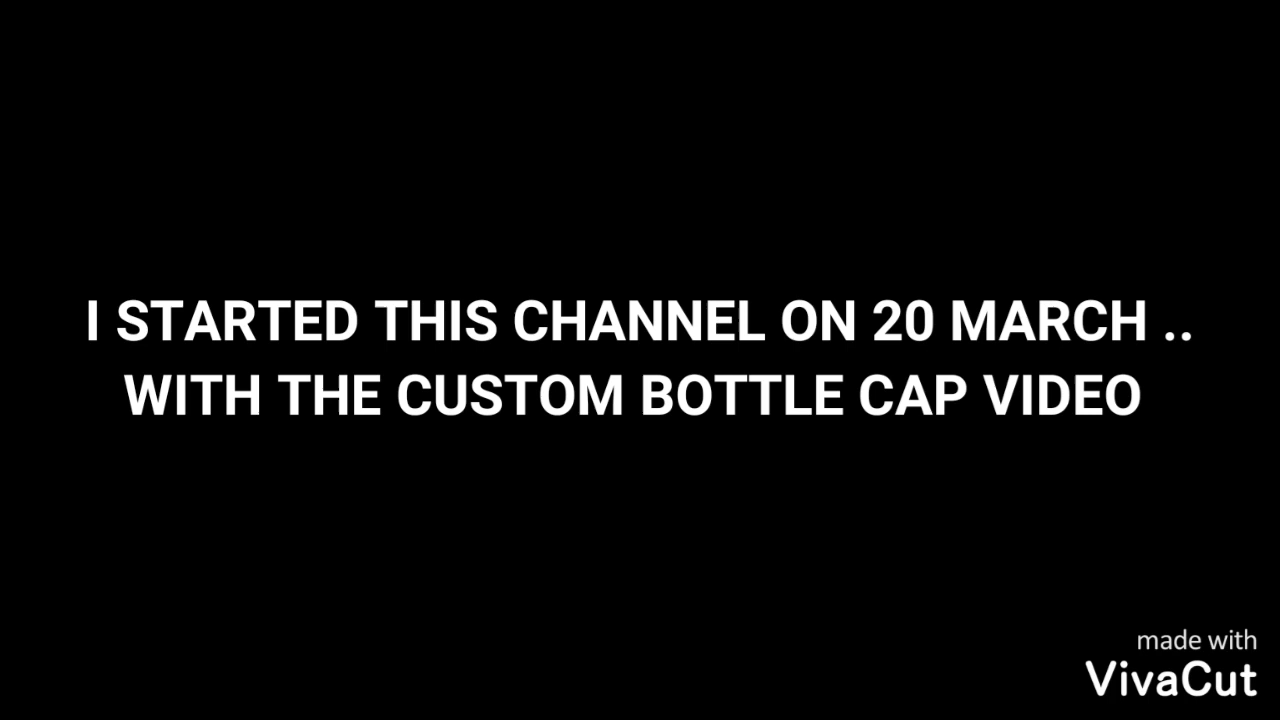 I STARTED THIS CHANNEL ON 20 MARCH ..
WITH THE CUSTOM BOTTLE CAP VIDEO
made with
VivaCut